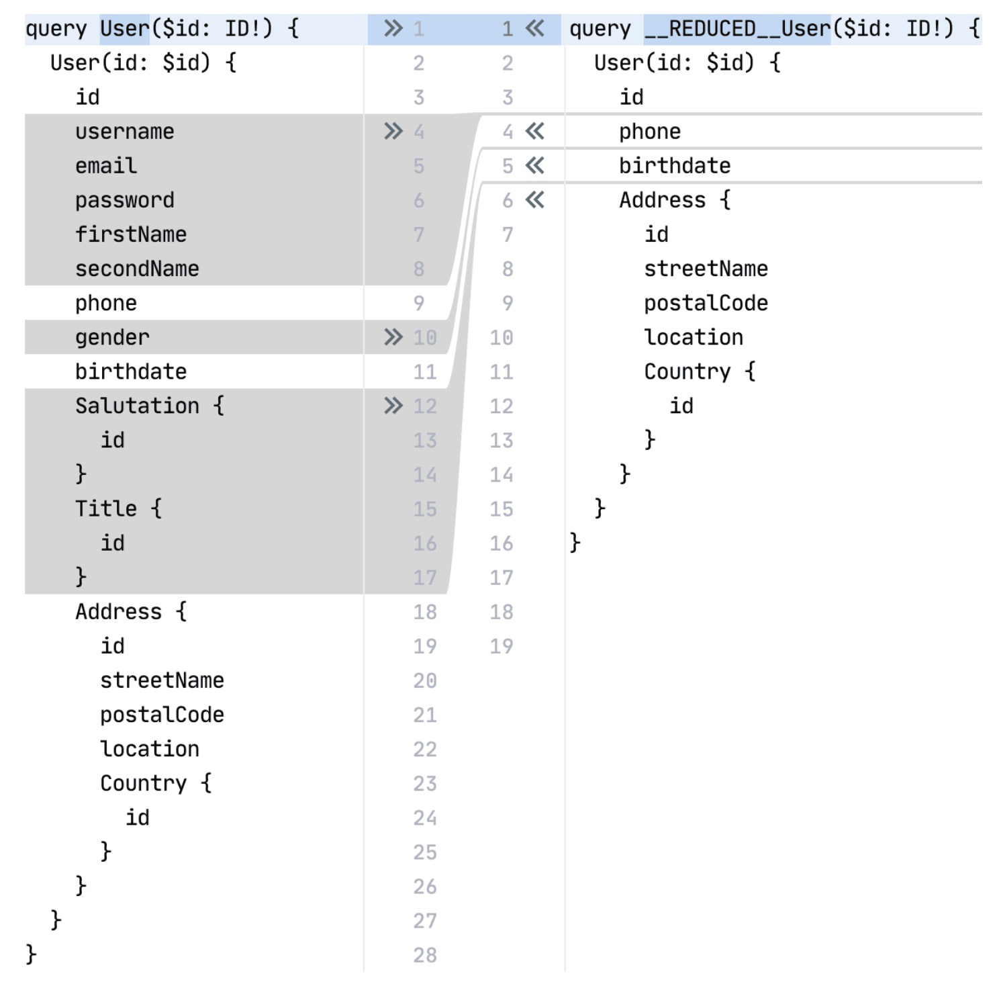 query User($id: ID!) { >> 1 1 << query __REDUCED__User($id: ID!) {
  User(id: $id) { 2 2   User(id: $id) {
    id 3 3     id
    username >> 4 4 <<     phone
    email 5 5 <<     birthdate
    password 6 6 <<     Address {
    firstName 7 7       id
    secondName 8 8       streetName
    phone 9 9       postalCode
    gender >> 10 10       location
    birthdate 11 11       Country {
    Salutation { >> 12 12         id
      id 13 13       }
    } 14 14     }
    Title { 15 15   }
      id 16 16 }
    } 17 17
    Address { 18 18
      id 19 19
      streetName 20
      postalCode 21
      location 22
      Country { 23
        id 24
      } 25
    } 26
  } 27
} 28